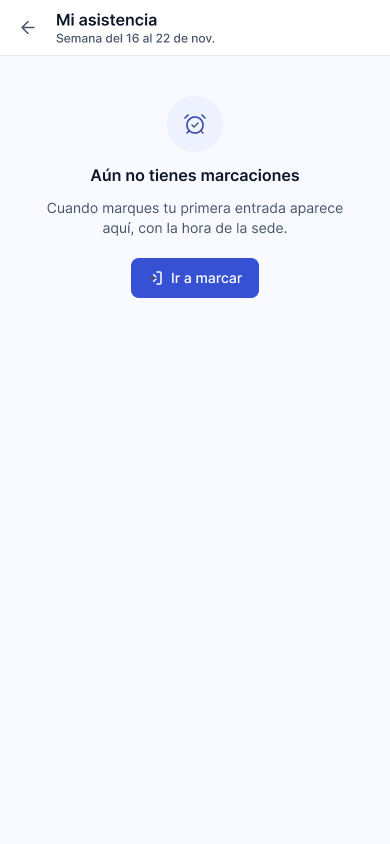 Mi asistencia
Semana del 16 al 22 de nov.
Aún no tienes marcaciones
Cuando marques tu primera entrada aparece
aquí, con la hora de la sede.
Ir a marcar